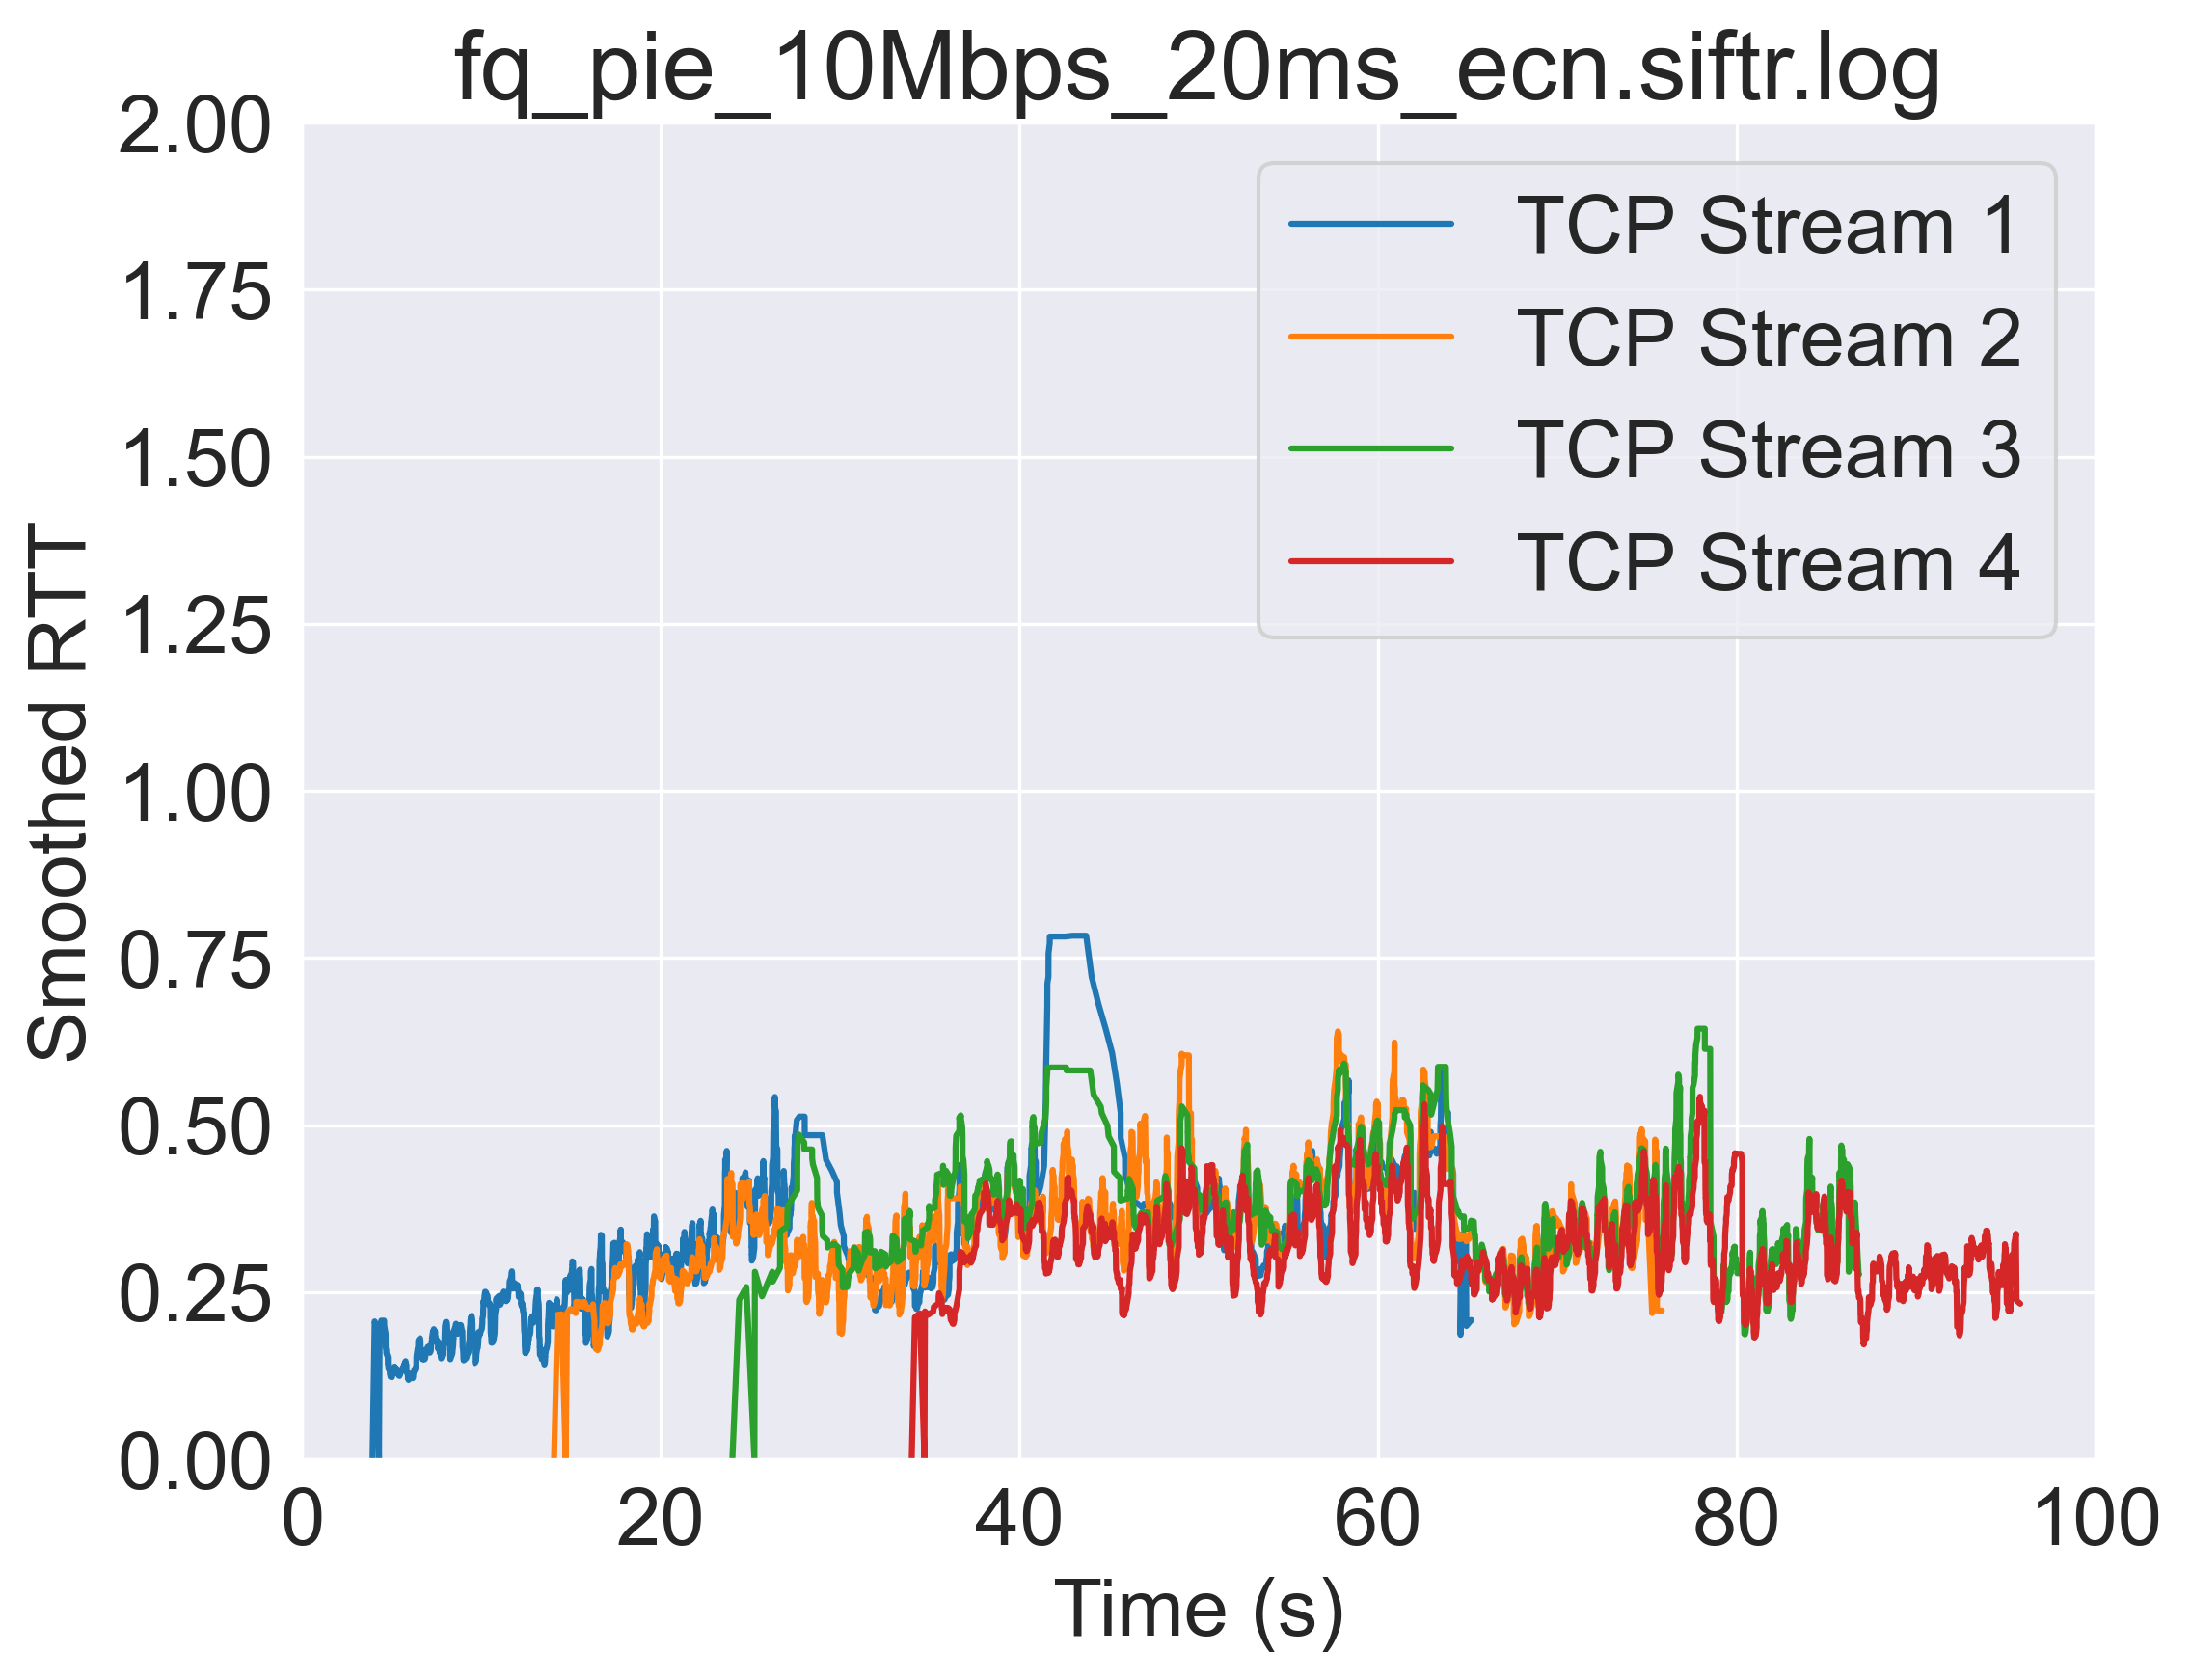 fq_pie_10Mbps_20ms_ecn.siftr.log
2.00
1.75
1.50
1.25
1.00
0.75
0.50
0.25
0.00
Smoothed RTT
TCP Stream 1
TCP Stream 2
TCP Stream 3
TCP Stream 4
0 20 40 60 80 100
Time (s)